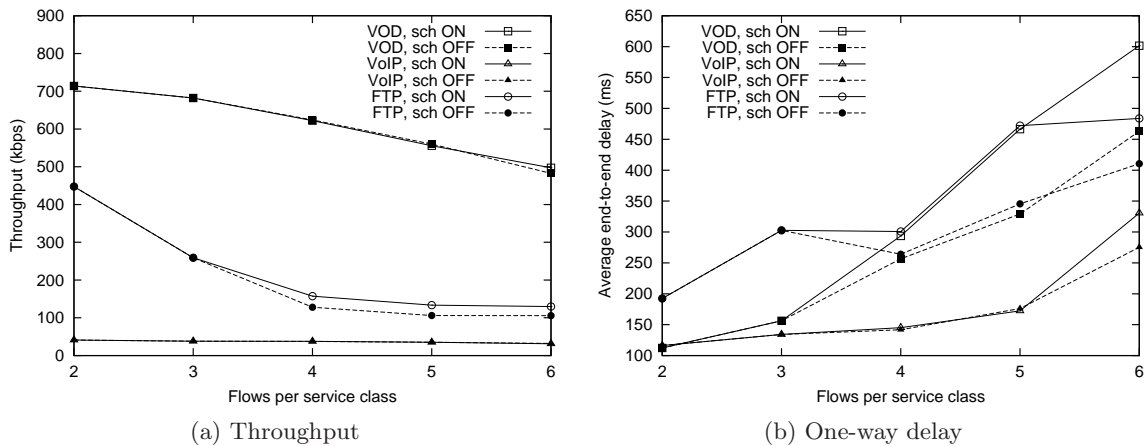 900
800
700
600
500
400
300
200
100
0
Throughput (kbps)
VOD, sch ON
VOD, sch OFF
VoIP, sch ON
VoIP, sch OFF
FTP, sch ON
FTP, sch OFF
2 3 4 5 6
Flows per service class
(a) Throughput
650
600
550
500
450
400
350
300
250
200
150
100
Average end-to-end delay (ms)
VOD, sch ON
VOD, sch OFF
VoIP, sch ON
VoIP, sch OFF
FTP, sch ON
FTP, sch OFF
2 3 4 5 6
Flows per service class
(b) One-way delay